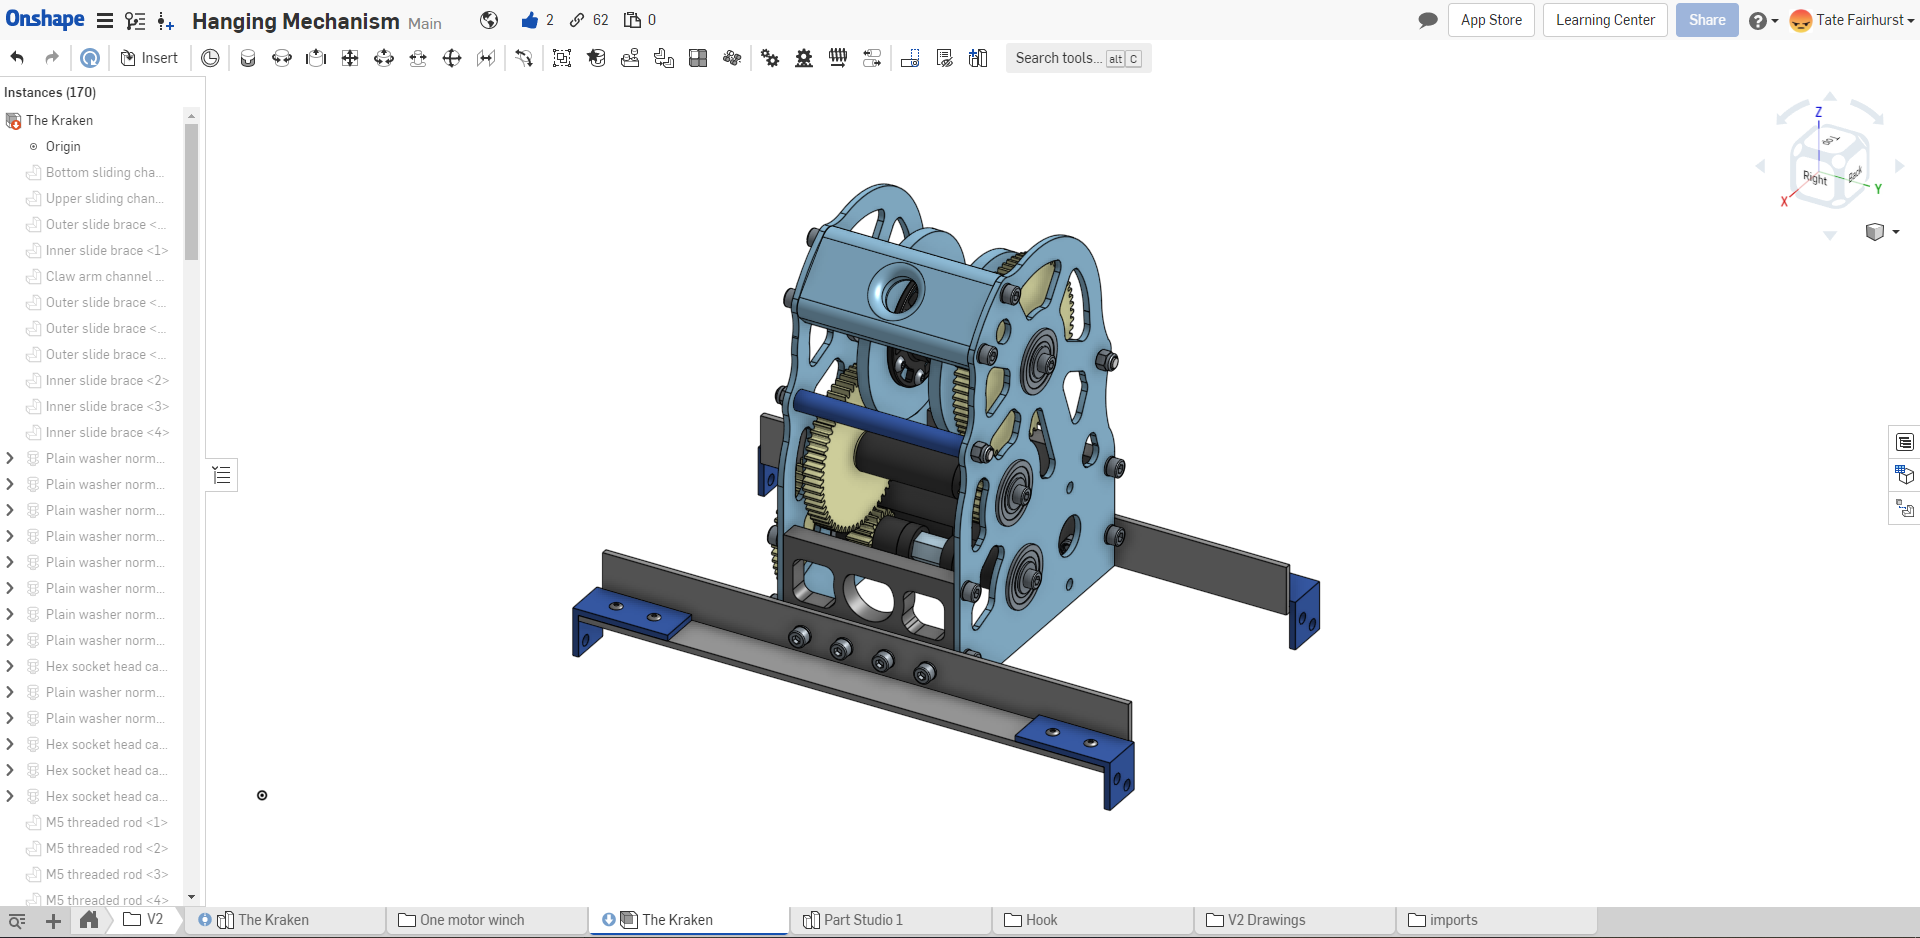 Onshape
Hanging Mechanism Main
2
62
0
App Store
Learning Center
Share
Tate Fairhurst
Insert
Search tools... alt C
Instances (170)
The Kraken
Origin
Bottom sliding cha...
Upper sliding chan...
Outer slide brace <...
Inner slide brace <1>
Claw arm channel ...
Outer slide brace <...
Outer slide brace <...
Outer slide brace <...
Inner slide brace <2>
Inner slide brace <3>
Inner slide brace <4>
Plain washer norm...
Plain washer norm...
Plain washer norm...
Plain washer norm...
Plain washer norm...
Plain washer norm...
Plain washer norm...
Plain washer norm...
Hex socket head ca...
Plain washer norm...
Plain washer norm...
Hex socket head ca...
Hex socket head ca...
Hex socket head ca...
M5 threaded rod <1>
M5 threaded rod <2>
M5 threaded rod <3>
M5 threaded rod <4>
Z
Top
Right
Back
X
Y
V2
The Kraken
One motor winch
The Kraken
Part Studio 1
Hook
V2 Drawings
imports